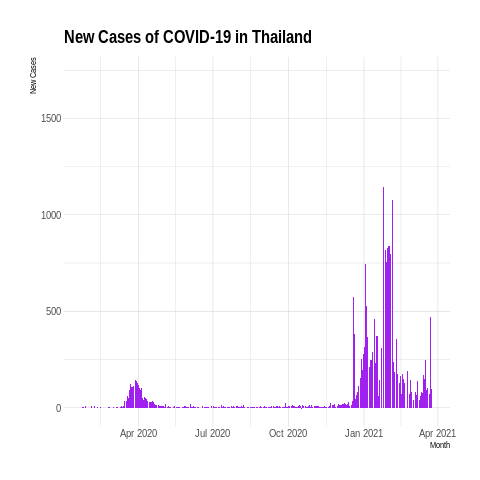 New Cases of COVID-19 in Thailand
New Cases
1500
1000
500
0
Apr 2020
Jul 2020
Oct 2020
Jan 2021
Apr 2021
Month